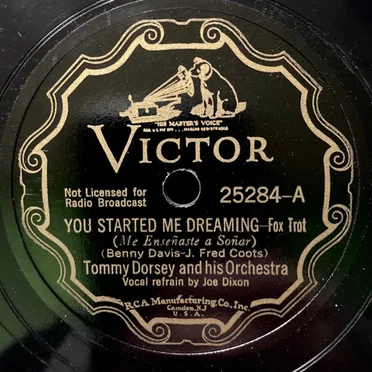 "HIS MASTER'S VOICE"
VICTOR
Not Licensed for
Radio Broadcast
25284-A
YOU STARTED ME DREAMING-Fox Trot
(Me Enseñaste a Soñar)
(Benny Davis-J. Fred Coots)
Tommy Dorsey and his Orchestra
Vocal refrain by Joe Dixon
R.C.A. Manufacturing Co., Inc.
Camden, N.J.
U.S.A.